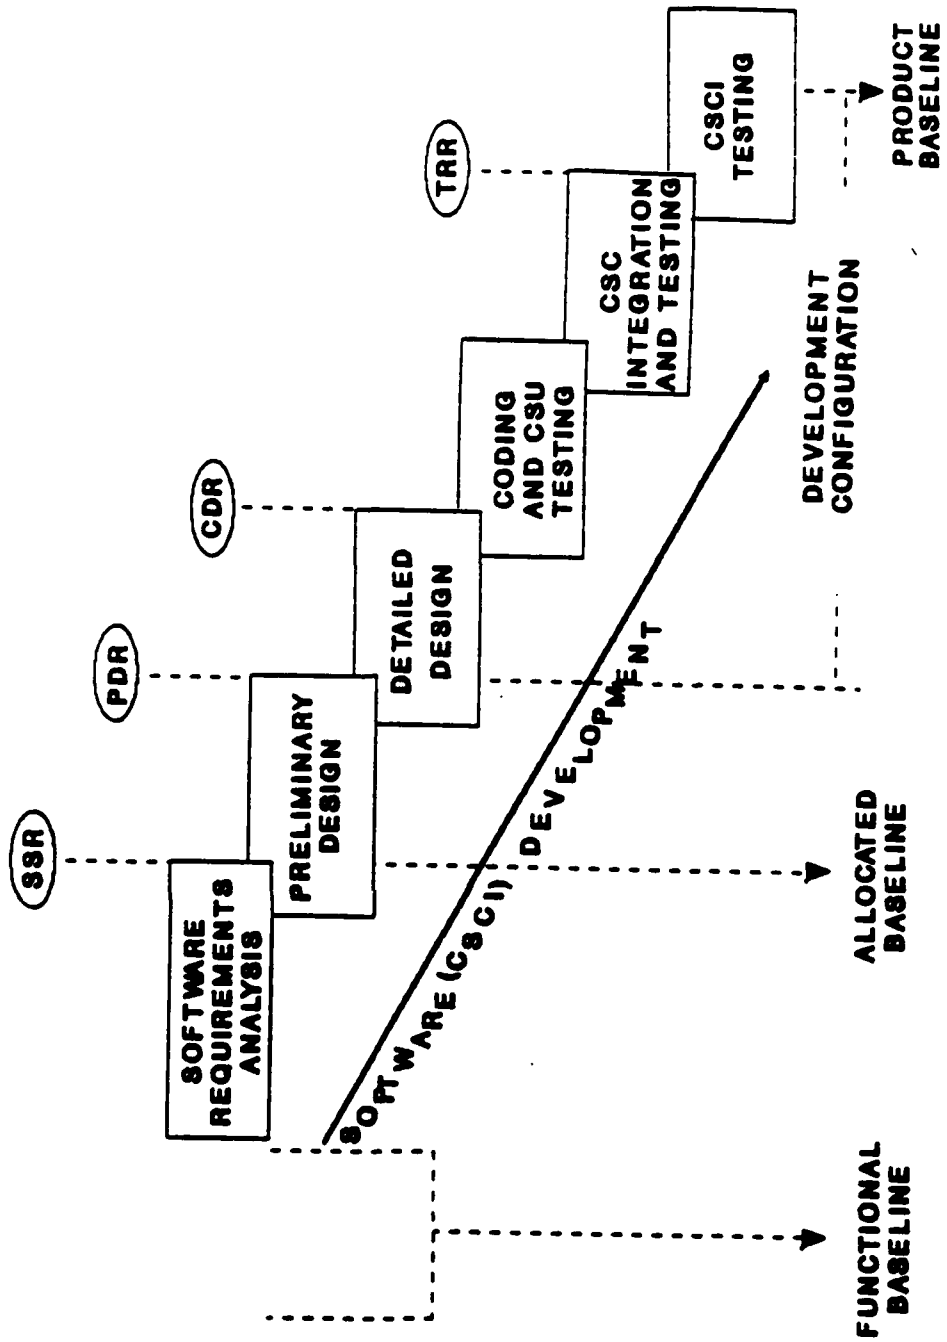 SSR
PDR
CDR
TRR
SOFTWARE
REQUIREMENTS
ANALYSIS
PRELIMINARY
DESIGN
DETAILED
DESIGN
CODING
AND CSU
TESTING
CSC
INTEGRATION
AND TESTING
CSCI
TESTING
SOFTWARE (CSCI) DEVELOPMENT
FUNCTIONAL
BASELINE
ALLOCATED
BASELINE
DEVELOPMENT
CONFIGURATION
PRODUCT
BASELINE